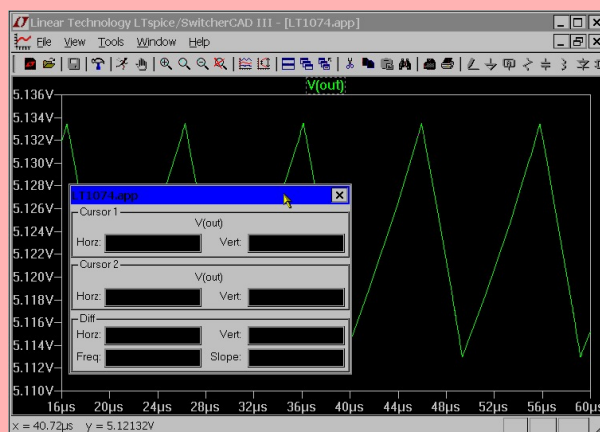 Linear Technology LTspice/SwitcherCAD III - [LT1074.app]
File View Tools Window Help
V(out)
5.136V
5.134V
5.132V
5.130V
5.128V
5.126V
5.124V
5.122V
5.120V
5.118V
5.116V
5.114V
5.112V
5.110V
LT1074.app
Cursor 1
V(out)
Horz: Vert:
Cursor 2
V(out)
Horz: Vert:
Diff
Horz: Vert:
Freq: Slope:
16µs 20µs 24µs 28µs 32µs 36µs 40µs 44µs 48µs 52µs 56µs 60µs
x = 40.72µs y = 5.12132V